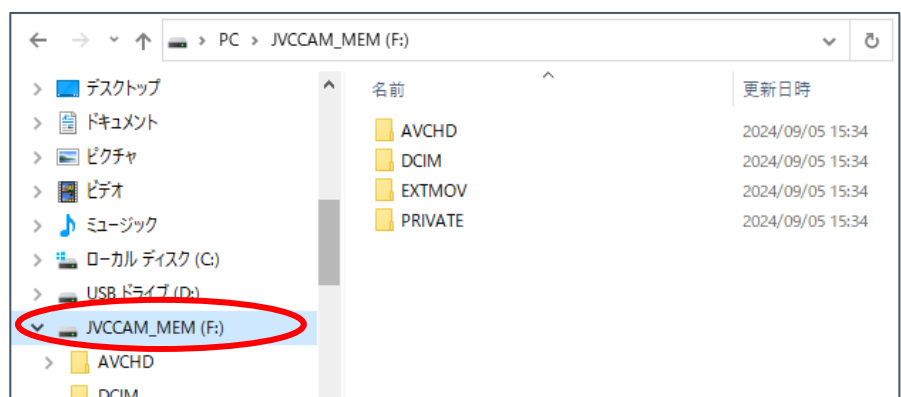 PC > JVCCAM_MEM (F:)
デスクトップ
ドキュメント
ピクチャ
ビデオ
ミュージック
ローカル ディスク (C:)
USB ドライブ (D:)
JVCCAM_MEM (F:)
AVCHD
DCIM
名前 更新日時
AVCHD 2024/09/05 15:34
DCIM 2024/09/05 15:34
EXTMOV 2024/09/05 15:34
PRIVATE 2024/09/05 15:34